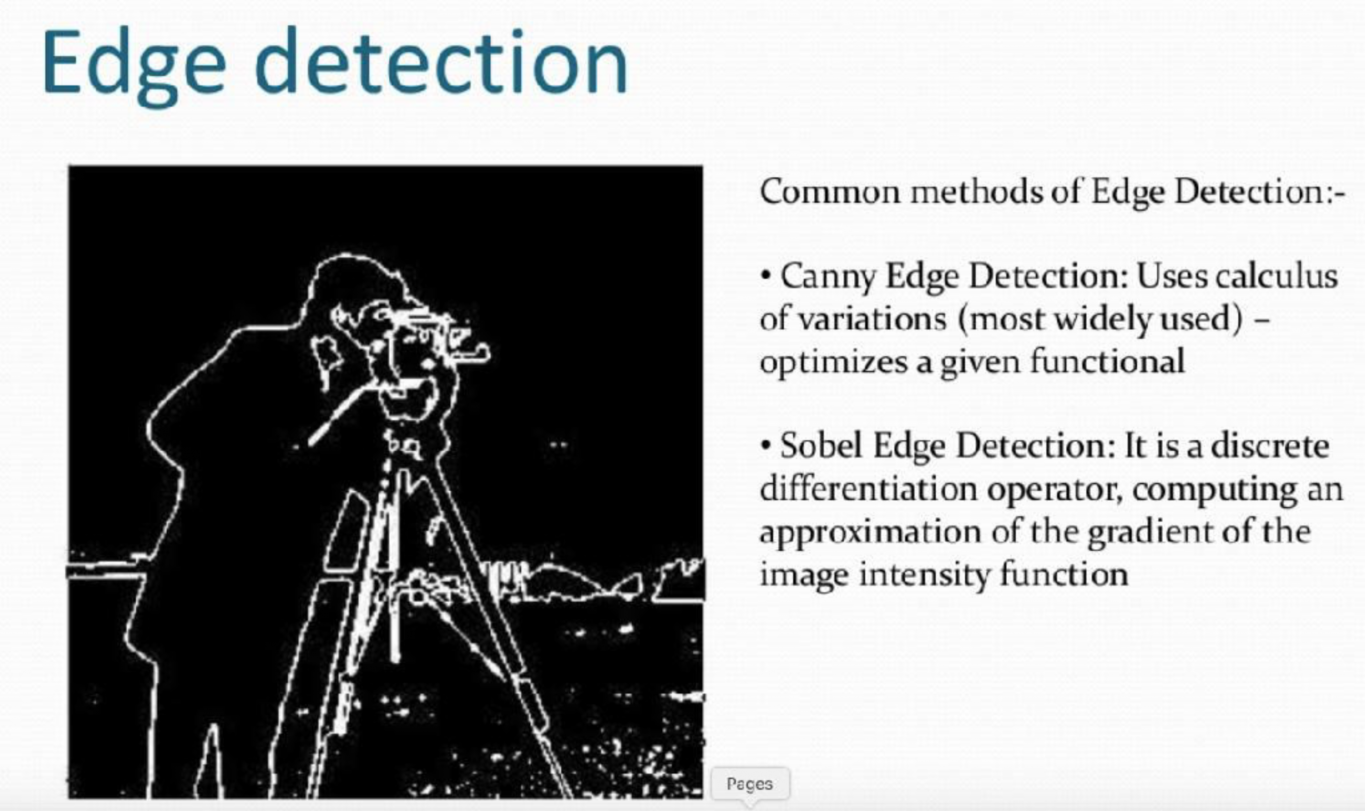 Edge detection
Common methods of Edge Detection:-
• Canny Edge Detection: Uses calculus
of variations (most widely used) –
optimizes a given functional
• Sobel Edge Detection: It is a discrete
differentiation operator, computing an
approximation of the gradient of the
image intensity function
Pages